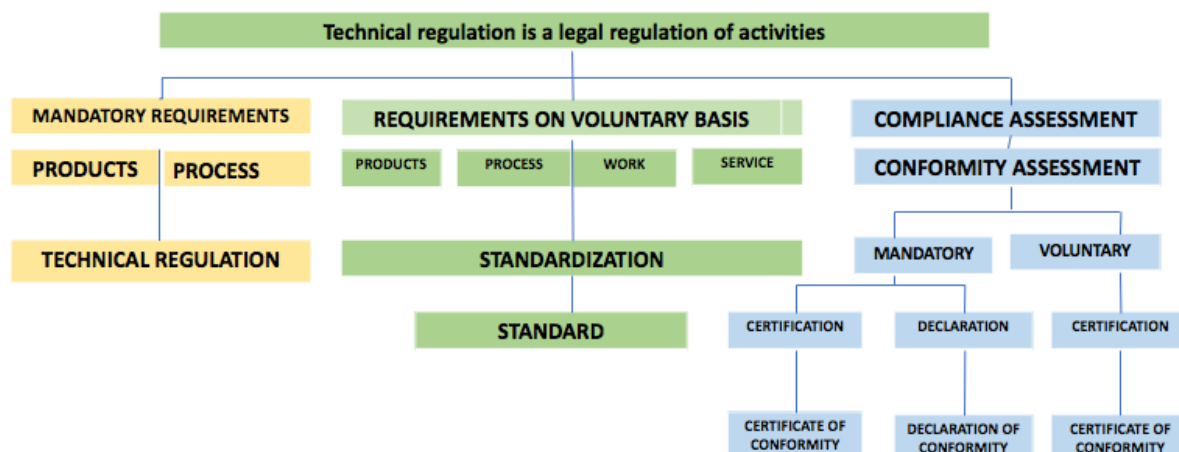 Technical regulation is a legal regulation of activities
MANDATORY REQUIREMENTS
REQUIREMENTS ON VOLUNTARY BASIS
COMPLIANCE ASSESSMENT
PRODUCTS
PROCESS
PRODUCTS
PROCESS
WORK
SERVICE
CONFORMITY ASSESSMENT
TECHNICAL REGULATION
STANDARDIZATION
MANDATORY
VOLUNTARY
STANDARD
CERTIFICATION
DECLARATION
CERTIFICATION
CERTIFICATE OF
CONFORMITY
DECLARATION OF
CONFORMITY
CERTIFICATE OF
CONFORMITY